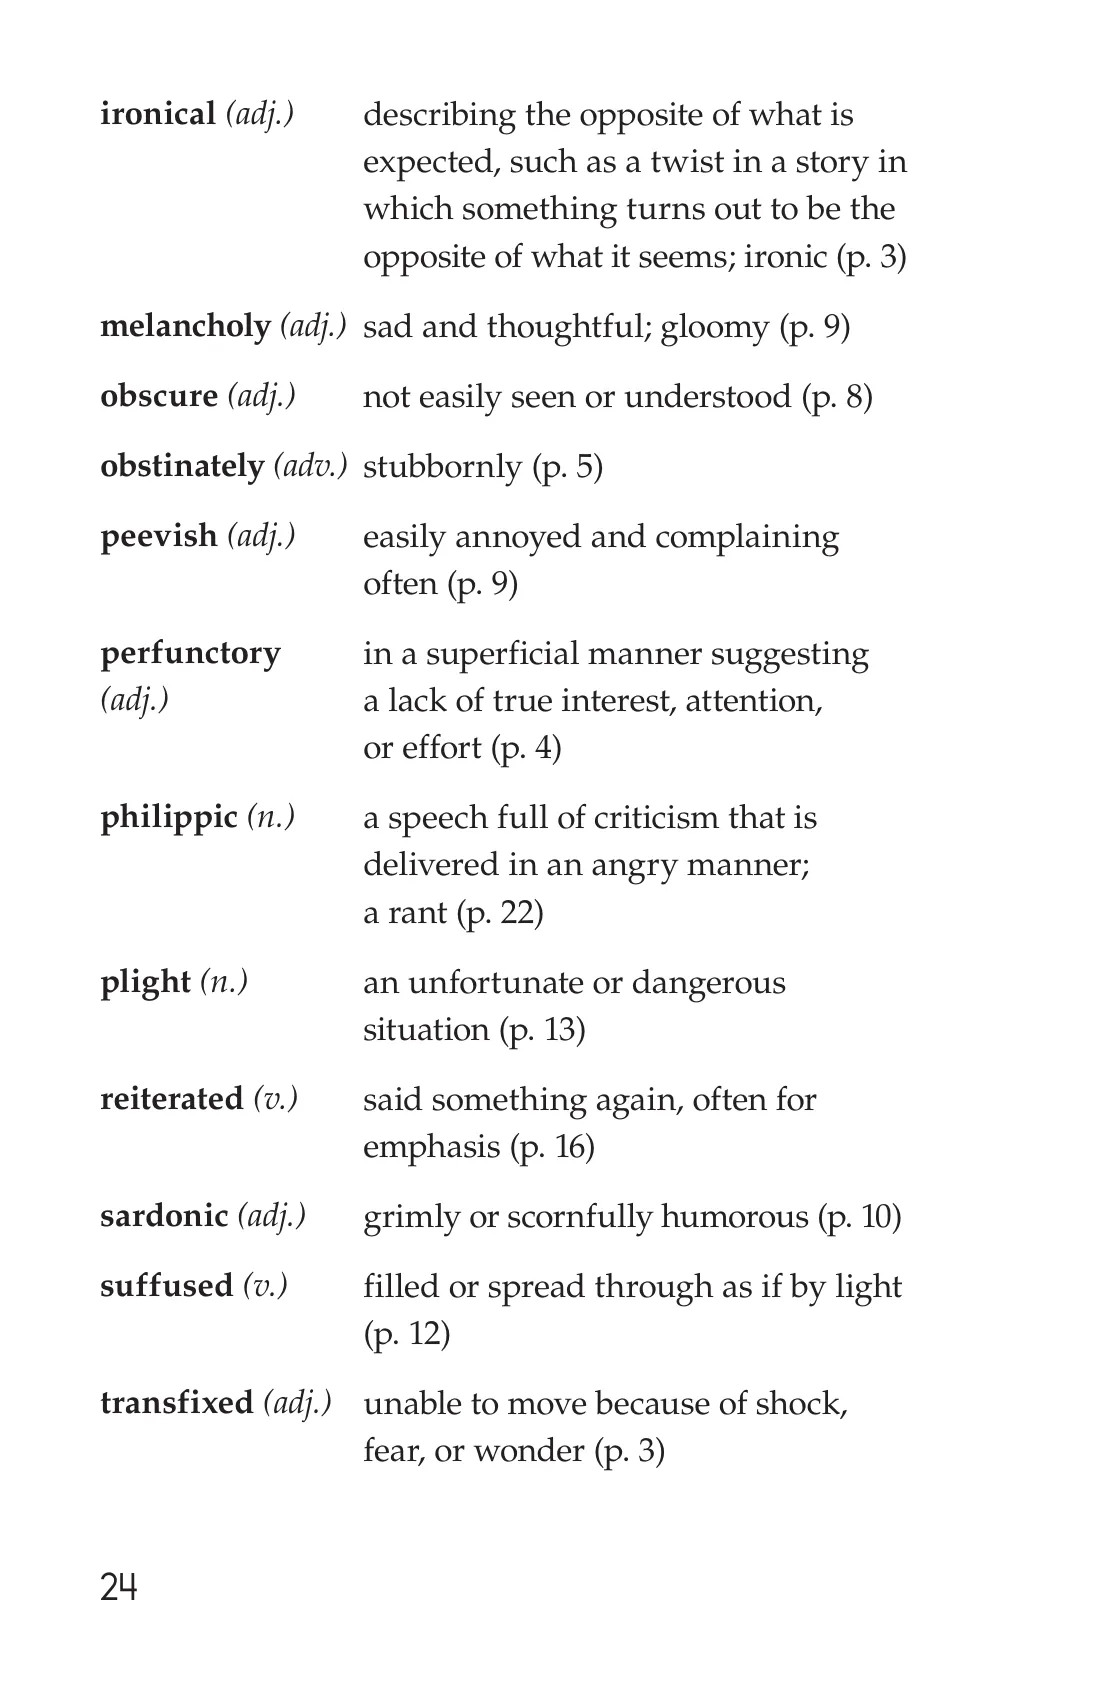 ironical (adj.) describing the opposite of what is
expected, such as a twist in a story in
which something turns out to be the
opposite of what it seems; ironic (p. 3)
melancholy (adj.) sad and thoughtful; gloomy (p. 9)
obscure (adj.) not easily seen or understood (p. 8)
obstinately (adv.) stubbornly (p. 5)
peevish (adj.) easily annoyed and complaining
often (p. 9)
perfunctory in a superficial manner suggesting
(adj.) a lack of true interest, attention,
or effort (p. 4)
philippic (n.) a speech full of criticism that is
delivered in an angry manner;
a rant (p. 22)
plight (n.) an unfortunate or dangerous
situation (p. 13)
reiterated (v.) said something again, often for
emphasis (p. 16)
sardonic (adj.) grimly or scornfully humorous (p. 10)
suffused (v.) filled or spread through as if by light
(p. 12)
transfixed (adj.) unable to move because of shock,
fear, or wonder (p. 3)
24